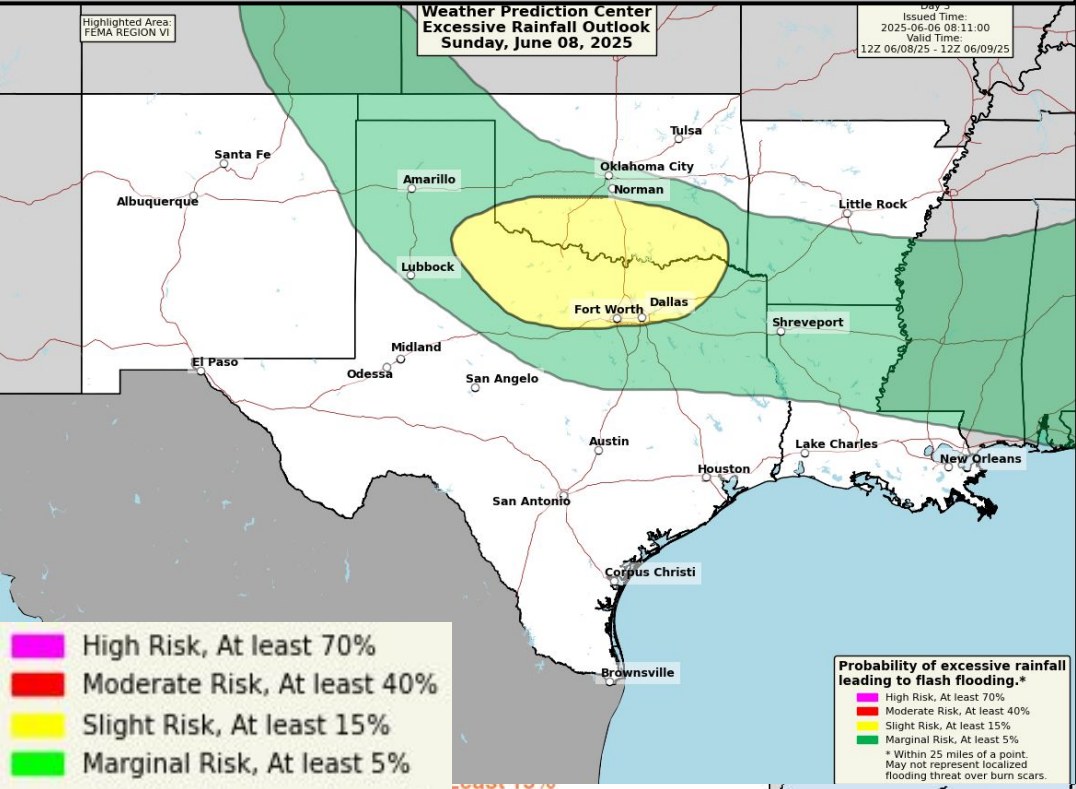 Highlighted Area:
FEMA REGION VI
Weather Prediction Center
Excessive Rainfall Outlook
Sunday, June 08, 2025
Day 3
Issued Time:
2025-06-06 08:11:00
Valid Time:
12Z 06/08/25 - 12Z 06/09/25
Tulsa
Santa Fe
Oklahoma City
Amarillo
Norman
Albuquerque
Little Rock
Lubbock
Fort Worth
Dallas
Shreveport
Midland
El Paso
Odessa
San Angelo
Austin
Lake Charles
New Orleans
Houston
San Antonio
Corpus Christi
Brownsville
High Risk, At least 70%
Moderate Risk, At least 40%
Slight Risk, At least 15%
Marginal Risk, At least 5%
Probability of excessive rainfall
leading to flash flooding.*
High Risk, At least 70%
Moderate Risk, At least 40%
Slight Risk, At least 15%
Marginal Risk, At least 5%
* Within 25 miles of a point.
May not represent localized
flooding threat over burn scars.